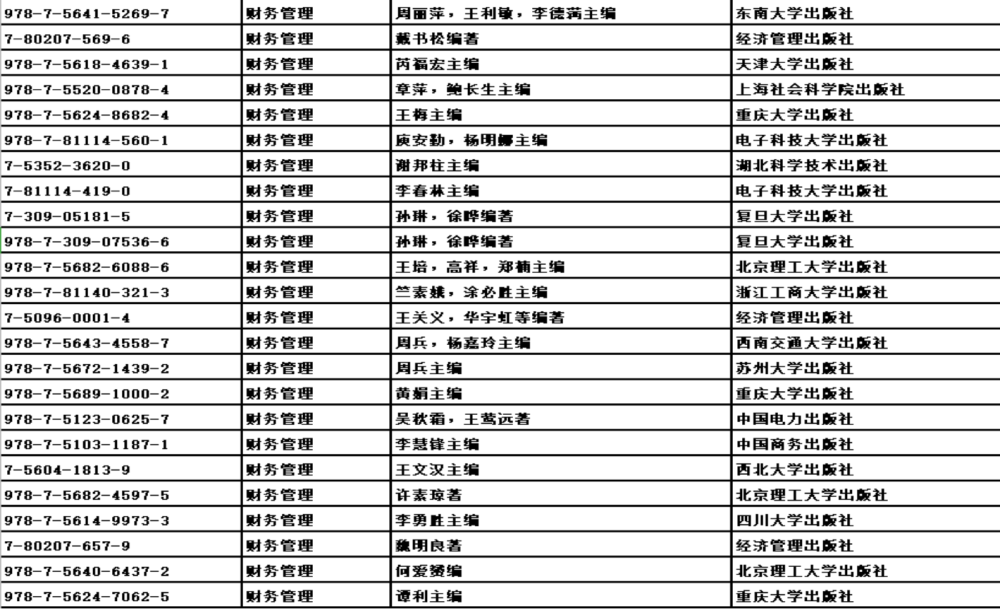 978-7-5641-5269-7 财务管理 周丽萍，王利敏，李德荣主编 东南大学出版社
7-80207-569-6 财务管理 戴书松编著 经济管理出版社
978-7-5618-4639-1 财务管理 芮福宏主编 天津大学出版社
978-7-5520-0878-4 财务管理 章萍，鲍长生主编 上海社会科学院出版社
978-7-5624-8682-4 财务管理 王梅主编 重庆大学出版社
978-7-81114-560-1 财务管理 庾安勤，杨明娜主编 电子科技大学出版社
7-5352-3620-0 财务管理 谢邦柱主编 湖北科学技术出版社
7-81114-419-0 财务管理 李春林主编 电子科技大学出版社
7-309-05181-5 财务管理 孙琳，徐晔编著 复旦大学出版社
978-7-309-07536-6 财务管理 孙琳，徐晔编著 复旦大学出版社
978-7-5682-6088-6 财务管理 王培，高祥，郑楠主编 北京理工大学出版社
978-7-81140-321-3 财务管理 竺素娥，涂必胜主编 浙江工商大学出版社
7-5096-0001-4 财务管理 王关义，华宇虹等编著 经济管理出版社
978-7-5643-4558-7 财务管理 周兵，杨嘉玲主编 西南交通大学出版社
978-7-5672-1439-2 财务管理 周兵主编 苏州大学出版社
978-7-5689-1000-2 财务管理 黄娟主编 重庆大学出版社
978-7-5123-0625-7 财务管理 吴秋霜，王莺远著 中国电力出版社
978-7-5103-1187-1 财务管理 李慧锋主编 中国商务出版社
7-5604-1813-9 财务管理 王文汉主编 西北大学出版社
978-7-5682-4597-5 财务管理 许素琼著 北京理工大学出版社
978-7-5614-9973-3 财务管理 李勇胜主编 四川大学出版社
7-80207-657-9 财务管理 魏明良著 经济管理出版社
978-7-5640-6437-2 财务管理 何爱赟编 北京理工大学出版社
978-7-5624-7062-5 财务管理 谭利主编 重庆大学出版社